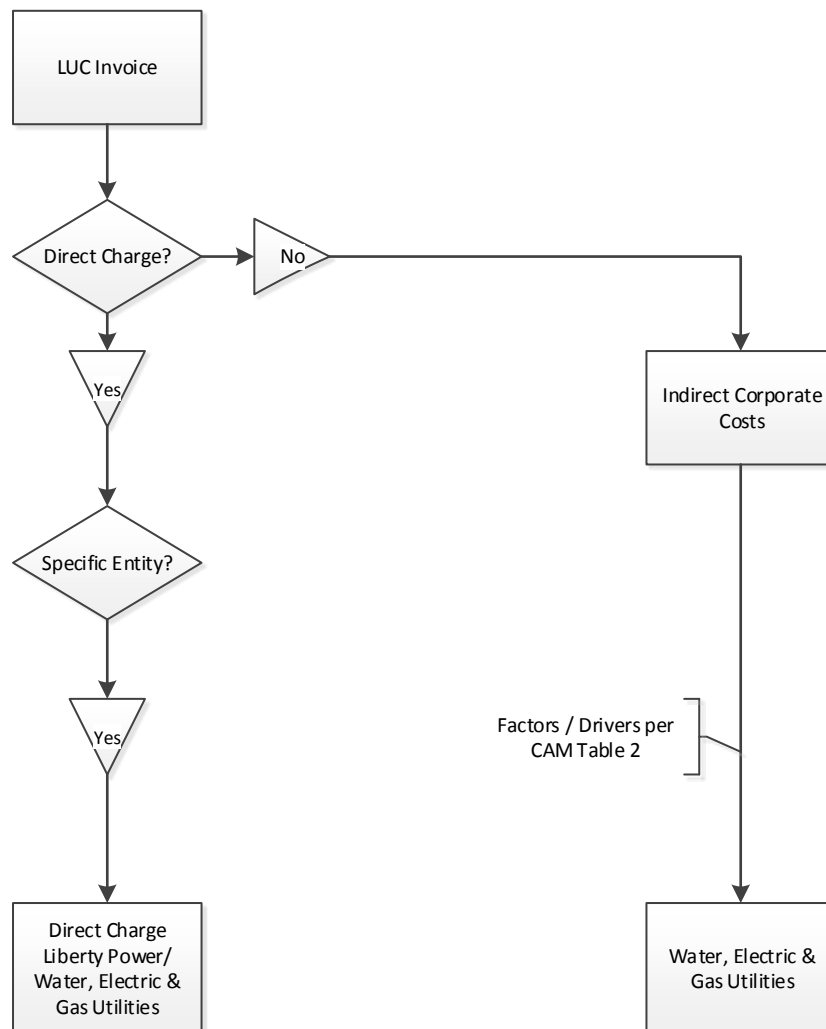 LUC Invoice
Direct Charge?
No
Yes
Indirect Corporate
Costs
Specific Entity?
Yes
Factors / Drivers per
CAM Table 2
Direct Charge
Liberty Power/
Water, Electric &
Gas Utilities
Water, Electric &
Gas Utilities